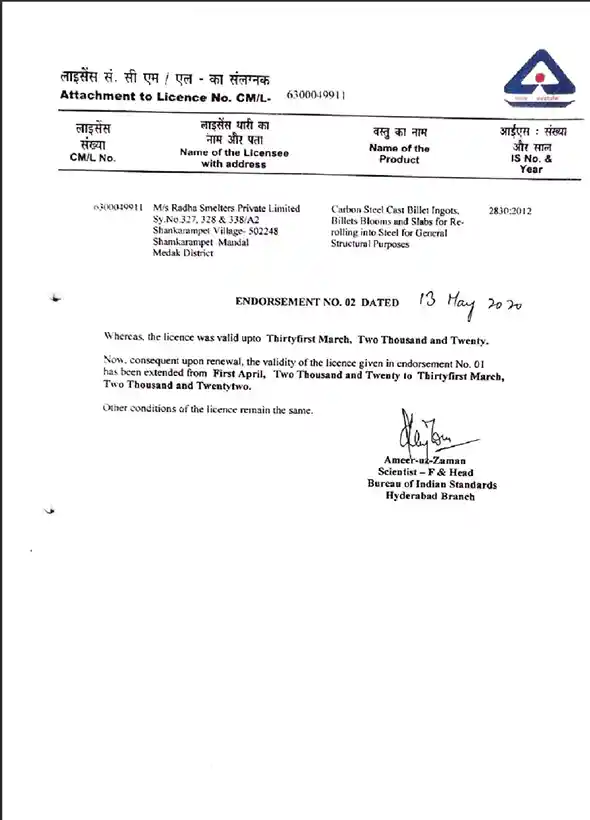 लाइसेंस सं. सी एम / एल - का संलग्नक
Attachment to Licence No. CM/L- 6300049911
लाइसेंस संख्या CM/L No.
लाइसेंस धारी का नाम और पता Name of the Licensee with address
वस्तु का नाम Name of the Product
आईएस : संख्या और साल IS No. & Year
6300049911 M/s Radha Smelters Private Limited Carbon Steel Cast Billet Ingots, 2830:2012
Sy.No.327, 328 & 338/A2 Billets Blooms and Slabs for Re-
Shankarampet Village- 502248 rolling into Steel for General
Shamkarampet Mandal Structural Purposes
Medak District
ENDORSEMENT NO. 02 DATED 13 May 2020
Whereas, the licence was valid upto Thirtyfirst March, Two Thousand and Twenty.
Now, consequent upon renewal, the validity of the licence given in endorsement No. 01
has been extended from First April, Two Thousand and Twenty to Thirtyfirst March,
Two Thousand and Twentytwo.
Other conditions of the licence remain the same.
Ameer-uz-Zaman
Scientist – F & Head
Bureau of Indian Standards
Hyderabad Branch